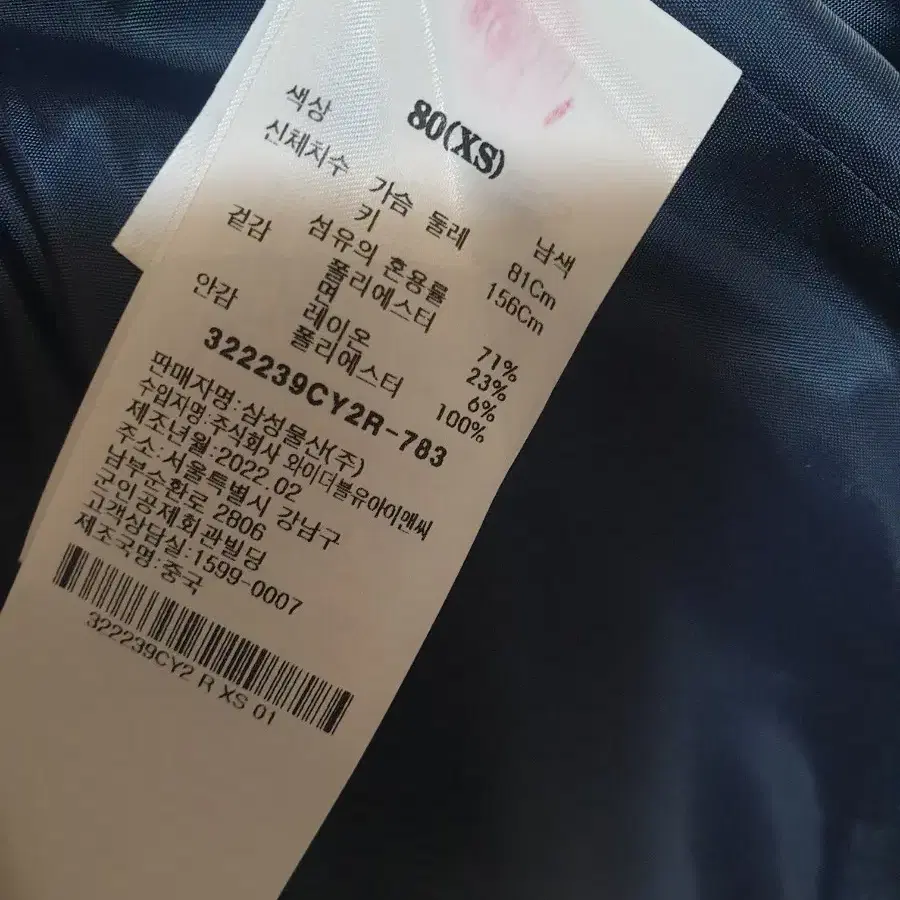 80(XS)
색상 남색
신체치수 가슴 둘레 81Cm
키 156Cm
섬유의 혼용률
겉감 폴리에스터 71%
면 23%
레이온 6%
안감 폴리에스터 100%
322239CY2R-783
판매자명:삼성물산(주)
수입자명:주식회사 와이더블유아이앤씨
제조년월:2022.02
주소:서울특별시 강남구
남부순환로 2806
군인공제회관빌딩
고객상담실:1599-0007
제조국명:중국
322239CY2 R XS 01